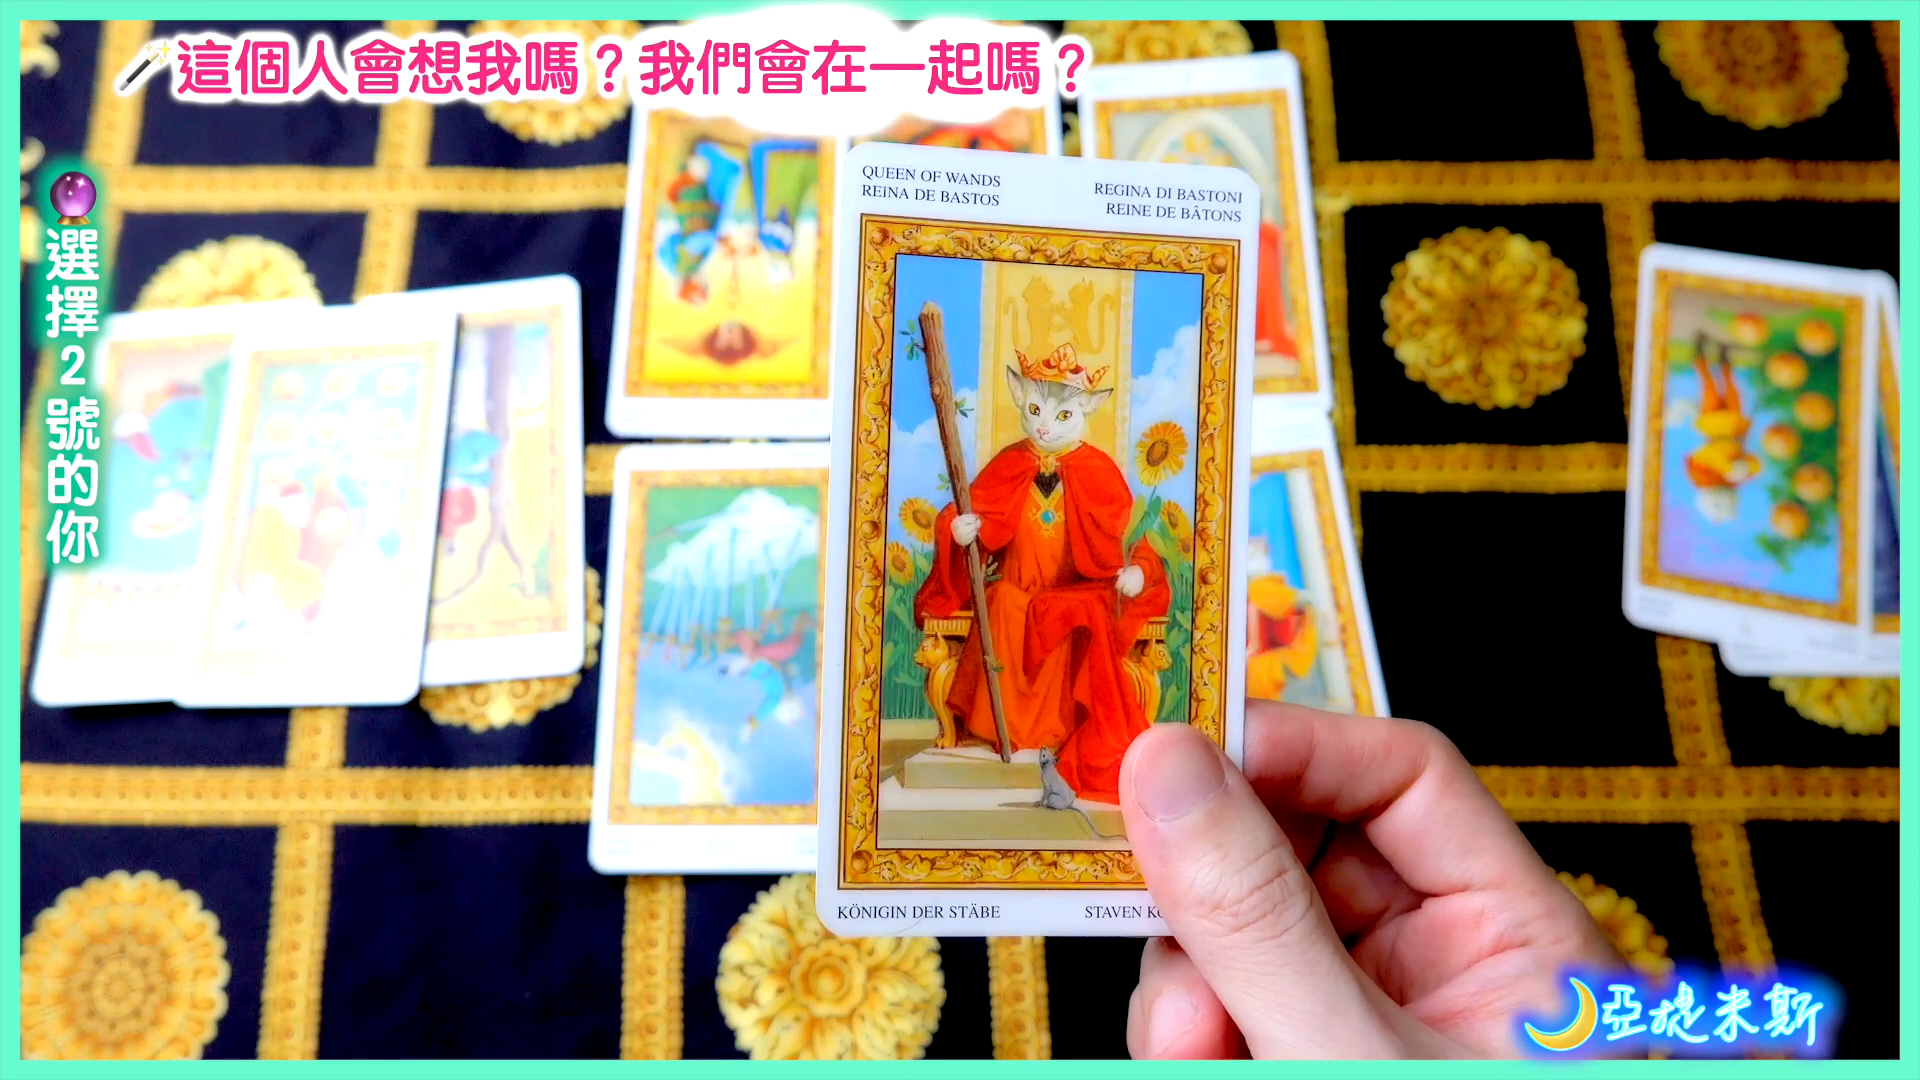 這個人會想我嗎？我們會在一起嗎？
選擇2號的你
QUEEN OF WANDS
REINA DE BASTOS
REGINA DI BASTONI
REINE DE BÂTONS
KÖNIGIN DER STÄBE
STAVEN
亞媞米斯